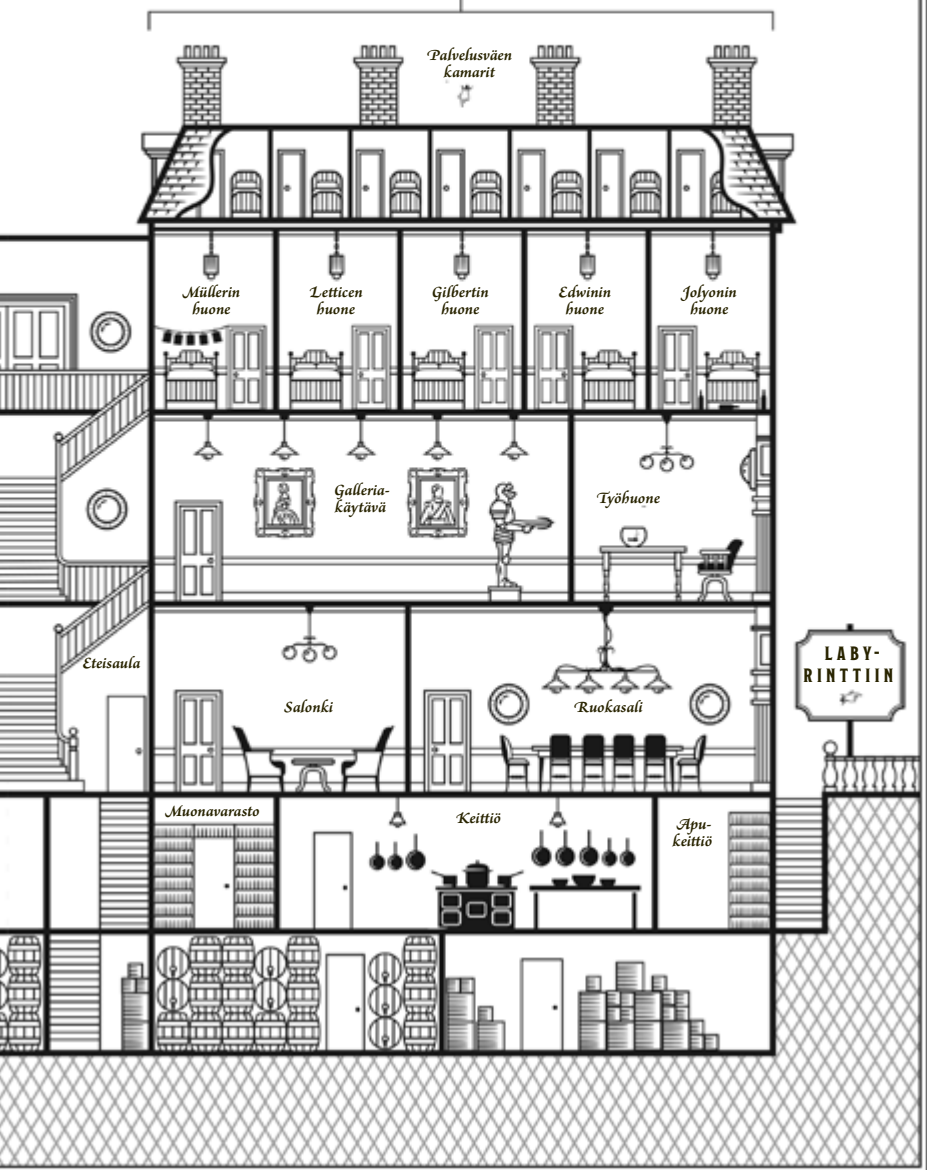 Palvelusväen
kamarit
Müllerin
huone
Letticen
huone
Gilbertin
huone
Edwinin
huone
Jolyonin
huone
Galleria-
käytävä
Työhuone
Eteisaula
Salonki
Ruokasali
LABY-
RINTTIIN
Muonavarasto
Keittiö
Apu-
keittiö